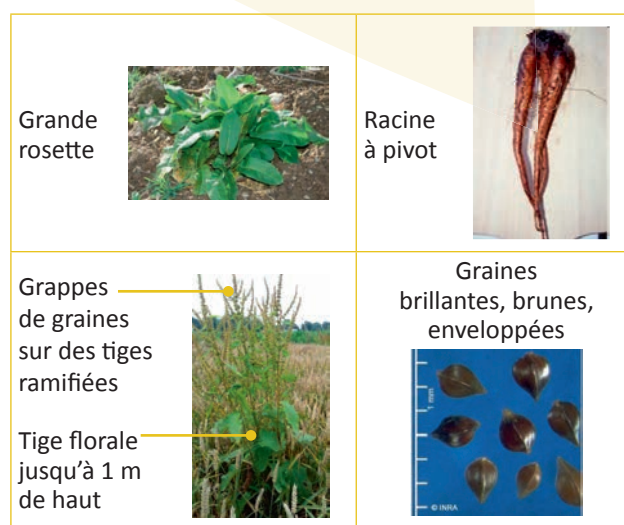 Grande
rosette
Racine
à pivot
Grappes
de graines
sur des tiges
ramifiées
Tige florale
jusqu'à 1 m
de haut
Graines
brillantes, brunes,
enveloppées
1 mm
© INRA